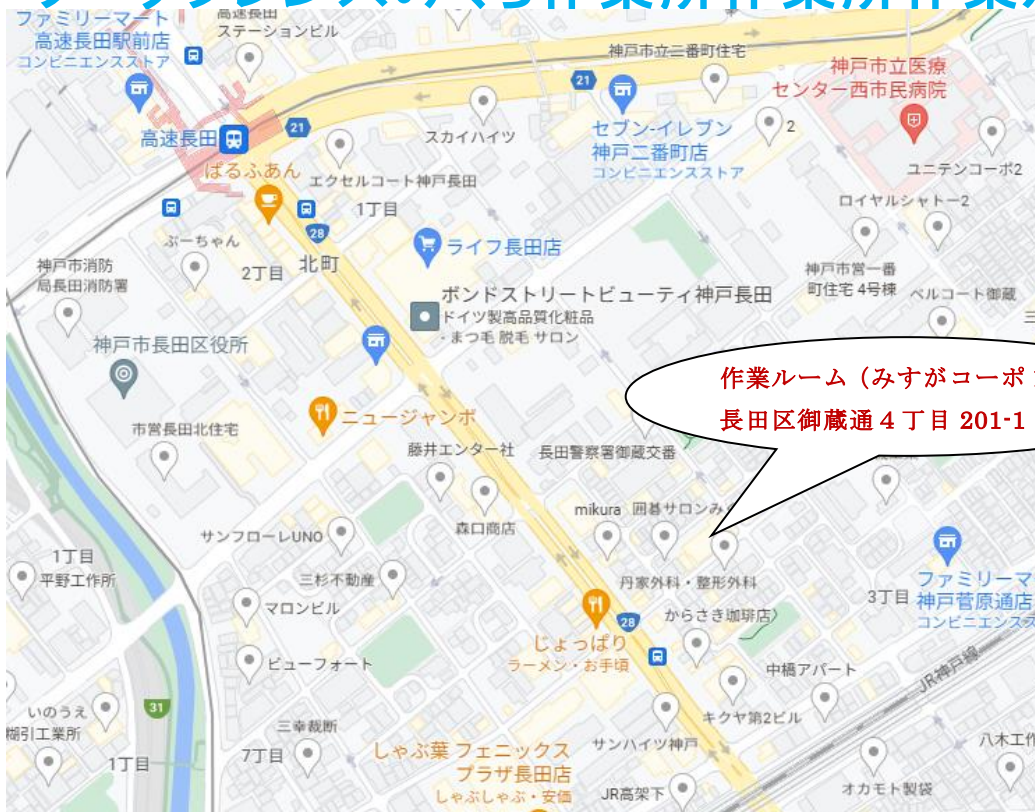 作業所作業所作業
ファミリーマート
高速長田駅前店
コンビニエンスストア
高速長田
ステーションビル
神戸市立二番町住宅
神戸市立医療
センター西市民病院
21
セブン-イレブン
神戸二番町店
コンビニエンスストア
2
スカイハイツ
高速長田
21
ぱるふあん
エクセルコート神戸長田
ユニテンコーポ2
1丁目
ロイヤルシャトー2
28
ぶーちゃん
北町
2丁目
ライフ長田店
神戸市消防
局長田消防署
神戸市営一番
町住宅 4号棟
ベルコート御蔵
ボンドストリートビューティ神戸長田
ドイツ製高品質化粧品
・まつ毛 脱毛 サロン
神戸市長田区役所
作業ルーム（みすがコーポ
長田区御蔵通４丁目 201-1
ニュージャンボ
市営長田北住宅
藤井エンター社
長田警察署御蔵交番
森口商店
mikura
囲碁サロンみ
サンフローレUNO
1丁目
平野工作所
三杉不動産
丹家外科・整形外科
ファミリーマ
神戸菅原通店
コンビニエンスス
3丁目
マロンビル
28
からさき珈琲店
じょっぱり
ラーメン・お手頃
ビューフォート
中橋アパート
JR神戸線
いのうえ
31
キクヤ第2ビル
糊引工業所
三幸裁断
サンハイツ神戸
八木工作
7丁目
しゃぶ葉 フェニックス
プラザ長田店
しゃぶしゃぶ・安価
1丁目
JR高架下
オカモト製袋